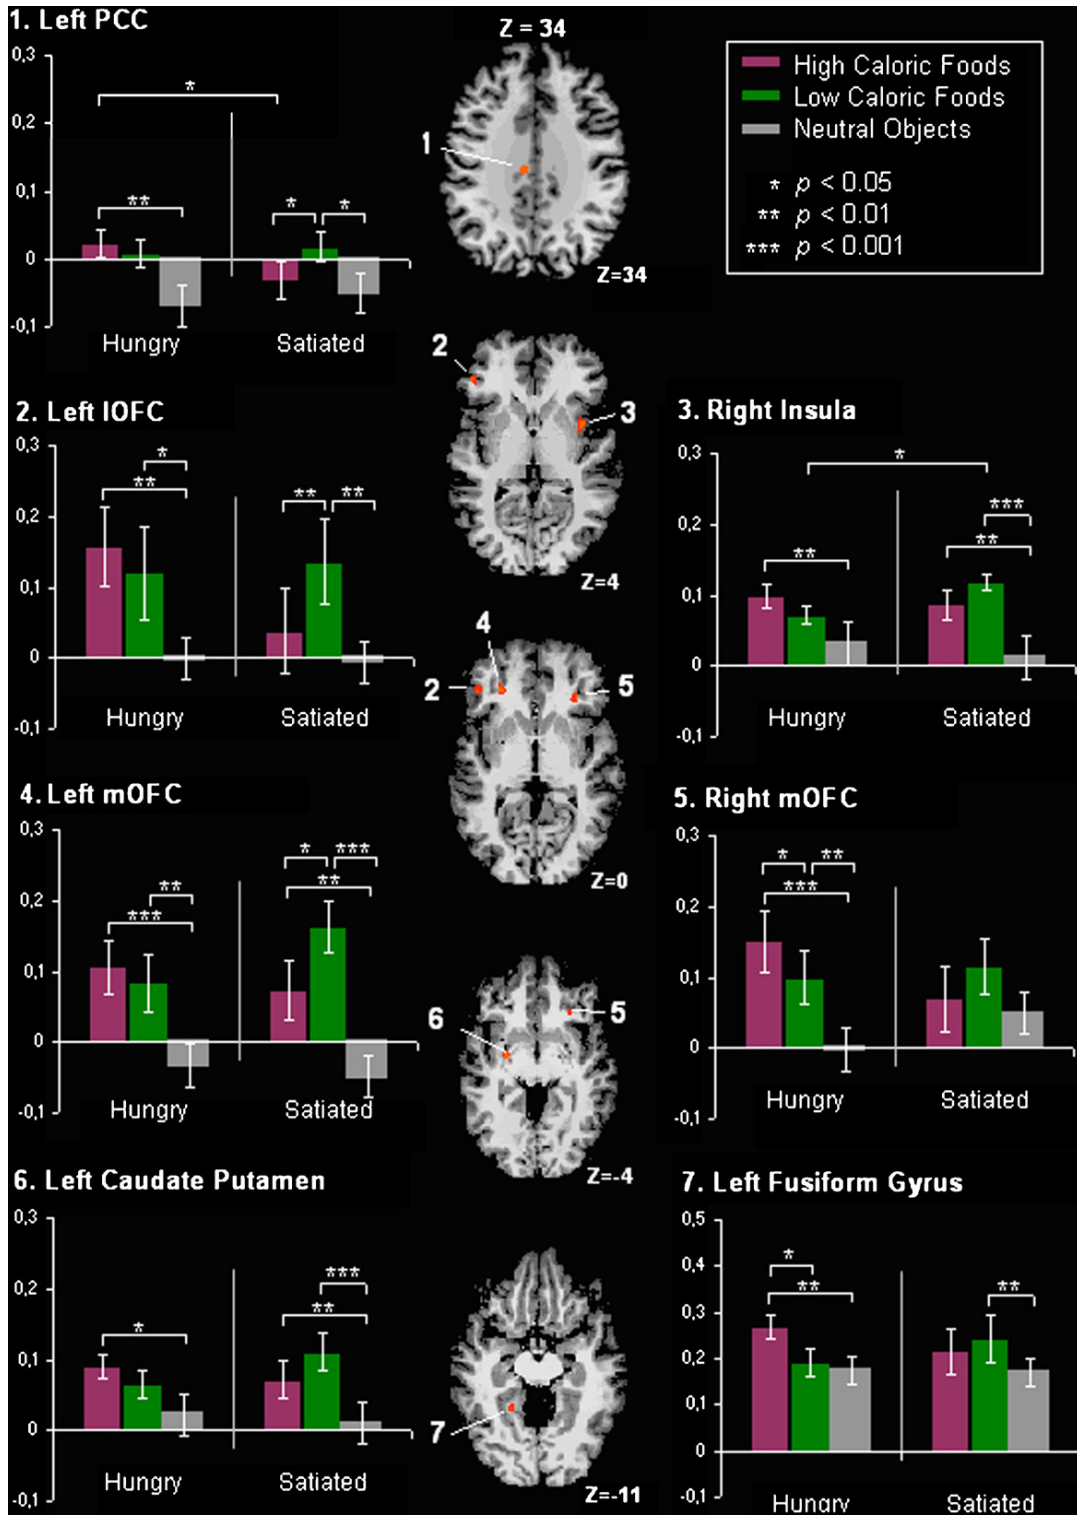 1. Left PCC
Z = 34
0,3
0,2
0,1
0
-0,1
*
**
*
*
Hungry
Satiated
1
Z=34
High Caloric Foods
Low Caloric Foods
Neutral Objects
* p < 0.05
** p < 0.01
*** p < 0.001
2
3
Z=4
2. Left lOFC
0,3
0,2
0,1
0
-0,1
*
**
**
**
Hungry
Satiated
3. Right Insula
0,3
0,2
0,1
0
-0,1
*
***
**
**
Hungry
Satiated
4
2
5
Z=0
4. Left mOFC
0,3
0,2
0,1
0
-0,1
**
***
*
***
**
Hungry
Satiated
5. Right mOFC
0,3
0,2
0,1
0
-0,1
*
**
***
Hungry
Satiated
5
6
Z=-4
6. Left Caudate Putamen
0,3
0,2
0,1
0
-0,1
*
***
**
Hungry
Satiated
7
Z=-11
7. Left Fusiform Gyrus
0,5
0,4
0,3
0,2
0,1
0
-0,1
*
**
**
Hungry
Satiated